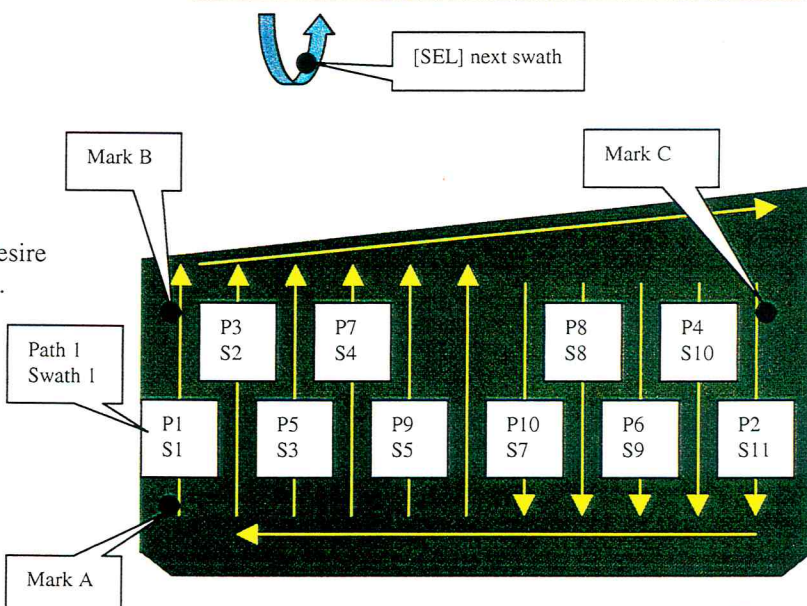 [SEL] next swath
Mark B
Mark C
esire
.
P3
S2
P7
S4
P8
S8
P4
S10
Path 1
Swath 1
P1
S1
P5
S3
P9
S5
P10
S7
P6
S9
P2
S11
Mark A